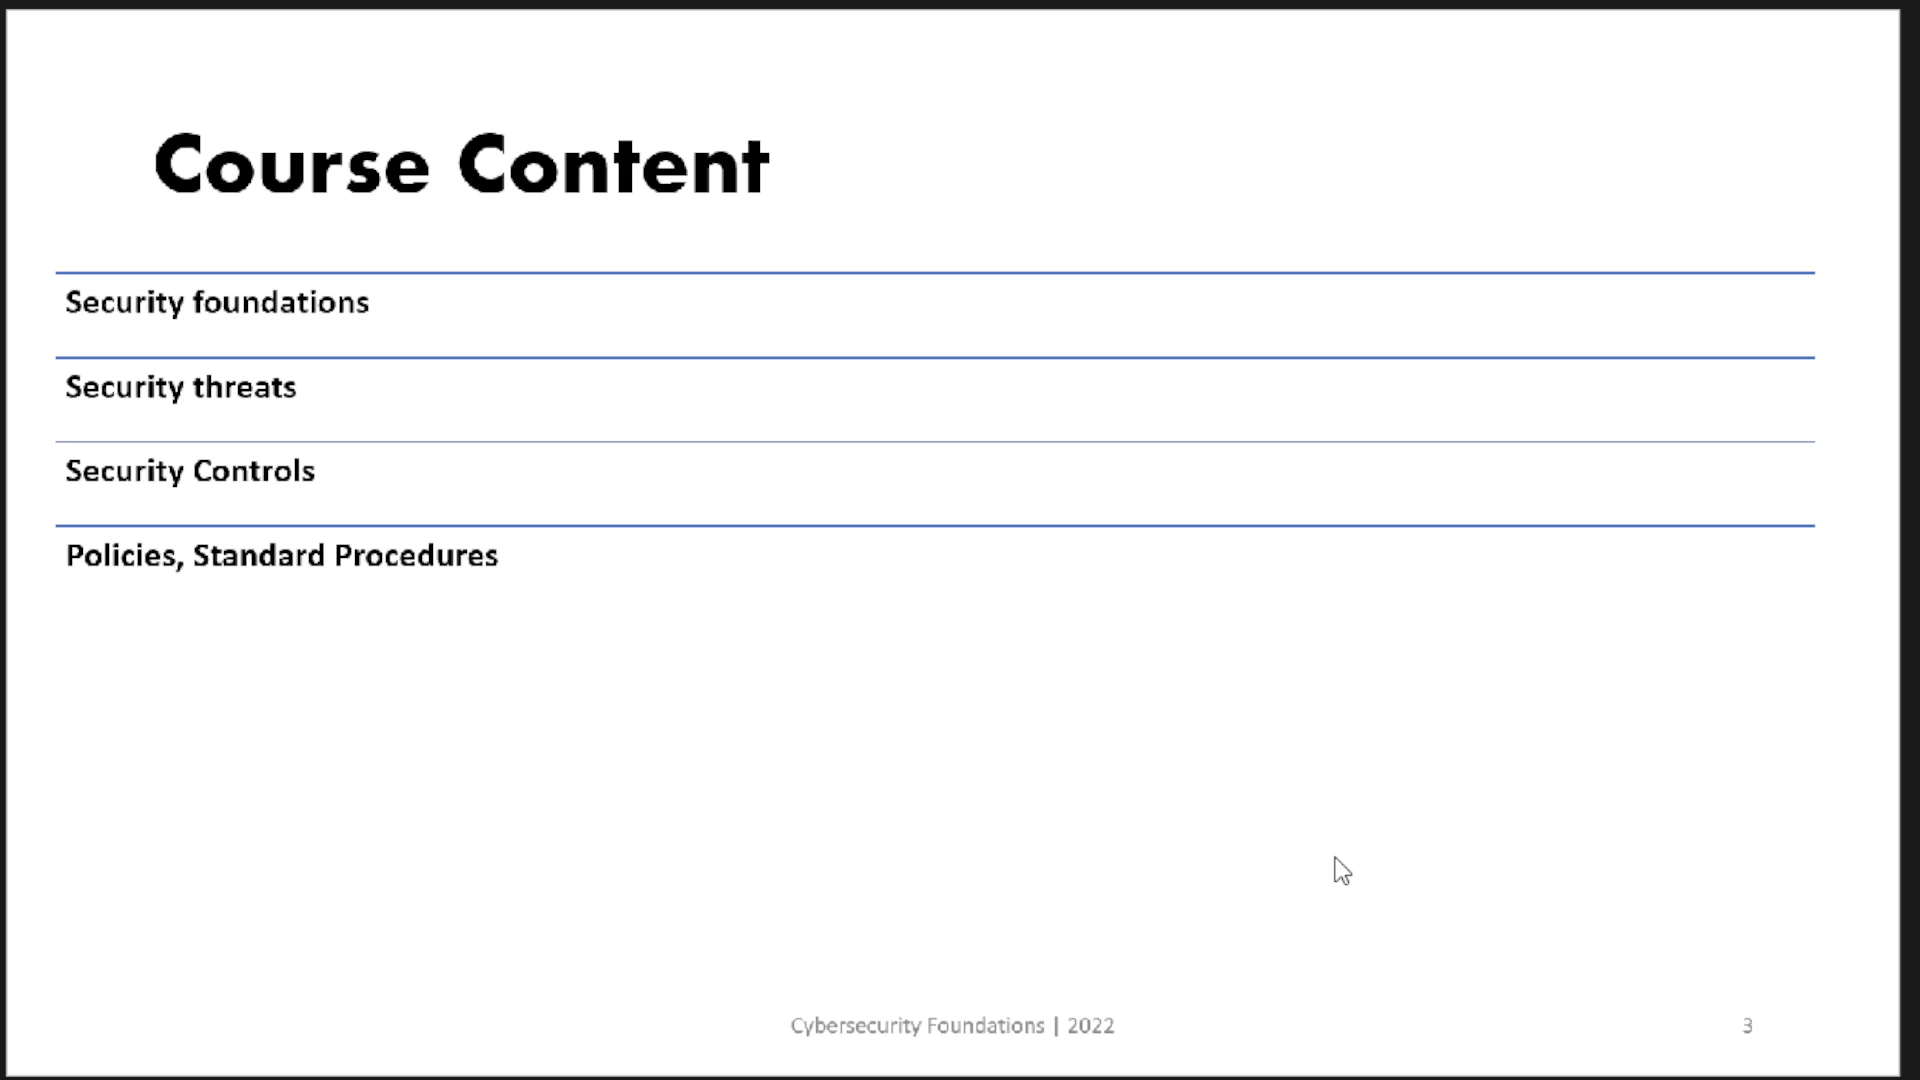 Course Content
Security foundations
Security threats
Security Controls
Policies, Standard Procedures
Cybersecurity Foundations | 2022
3